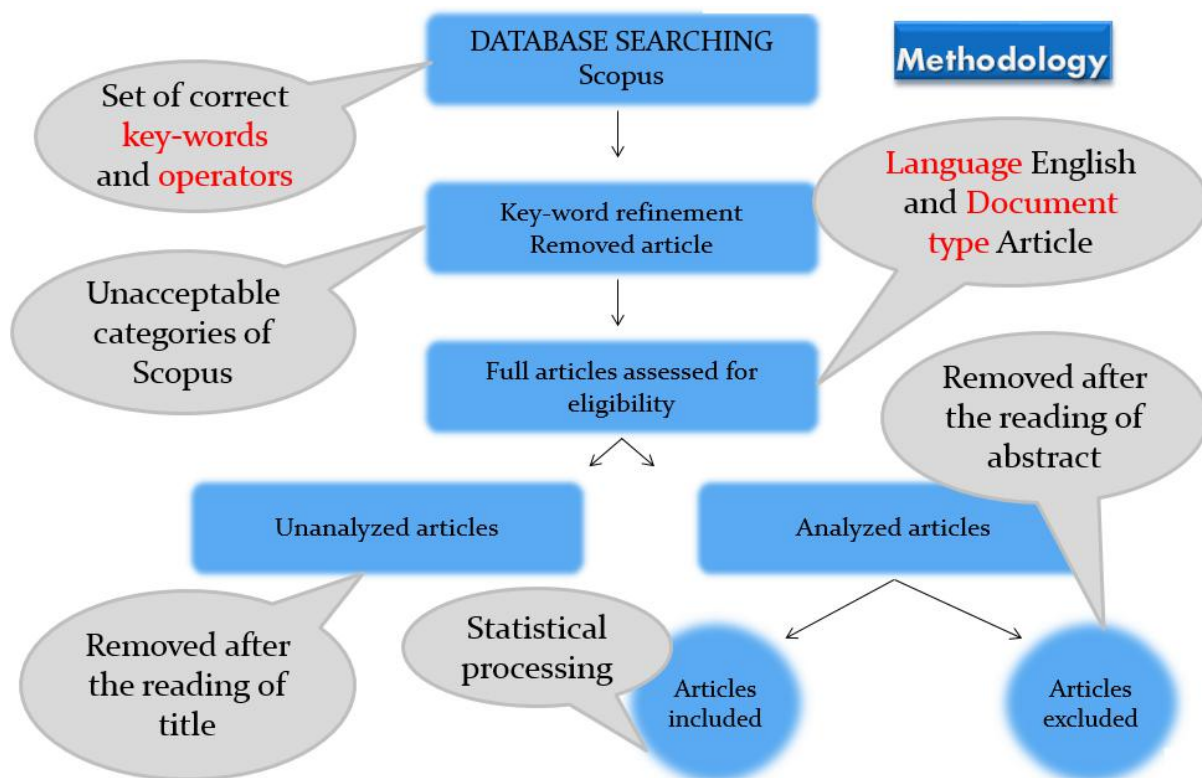 DATABASE SEARCHING
Scopus
Methodology
Set of correct
key-words
and operators
Language English
and Document
type Article
Key-word refinement
Removed article
Unacceptable
categories of
Scopus
Full articles assessed for
eligibility
Removed after
the reading of
abstract
Unanalyzed articles
Analyzed articles
Removed after
the reading of
title
Statistical
processing
Articles
included
Articles
excluded